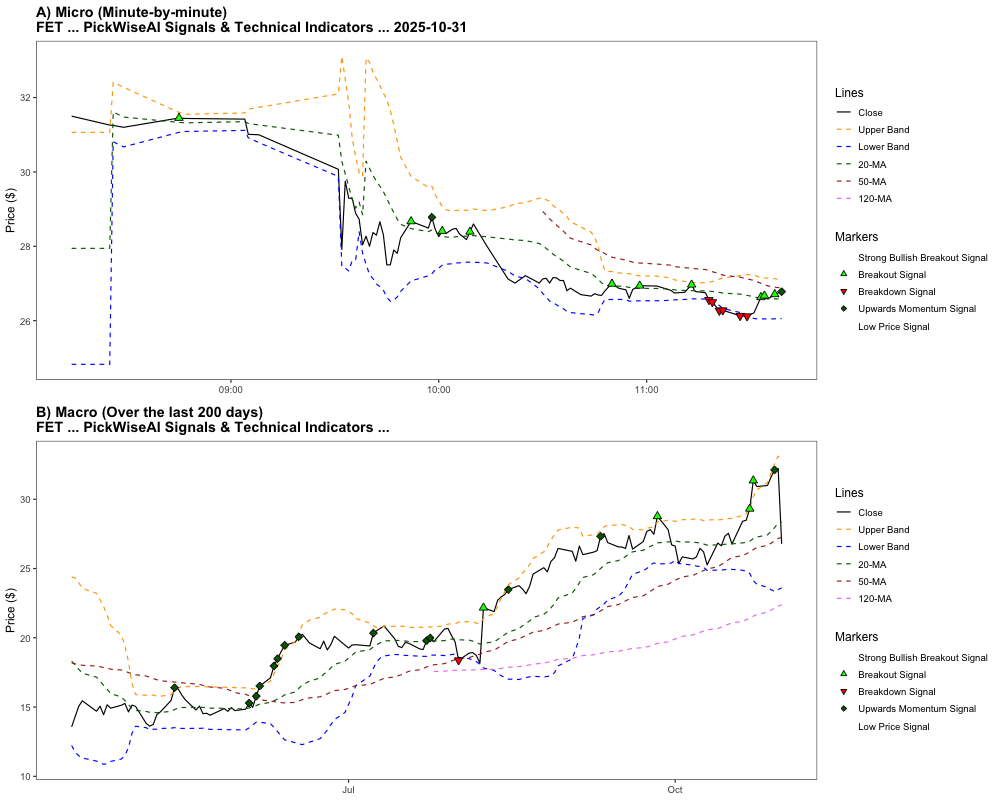 A) Micro (Minute-by-minute)
FET ... PickWiseAI Signals & Technical Indicators ... 2025-10-31
Price ($)
32
30
28
26
09:00
10:00
11:00
Lines
Close
Upper Band
Lower Band
20-MA
50-MA
120-MA
Markers
Strong Bullish Breakout Signal
Breakout Signal
Breakdown Signal
Upwards Momentum Signal
Low Price Signal
B) Macro (Over the last 200 days)
FET ... PickWiseAI Signals & Technical Indicators ...
Price ($)
30
25
20
15
10
Jul
Oct
Lines
Close
Upper Band
Lower Band
20-MA
50-MA
120-MA
Markers
Strong Bullish Breakout Signal
Breakout Signal
Breakdown Signal
Upwards Momentum Signal
Low Price Signal